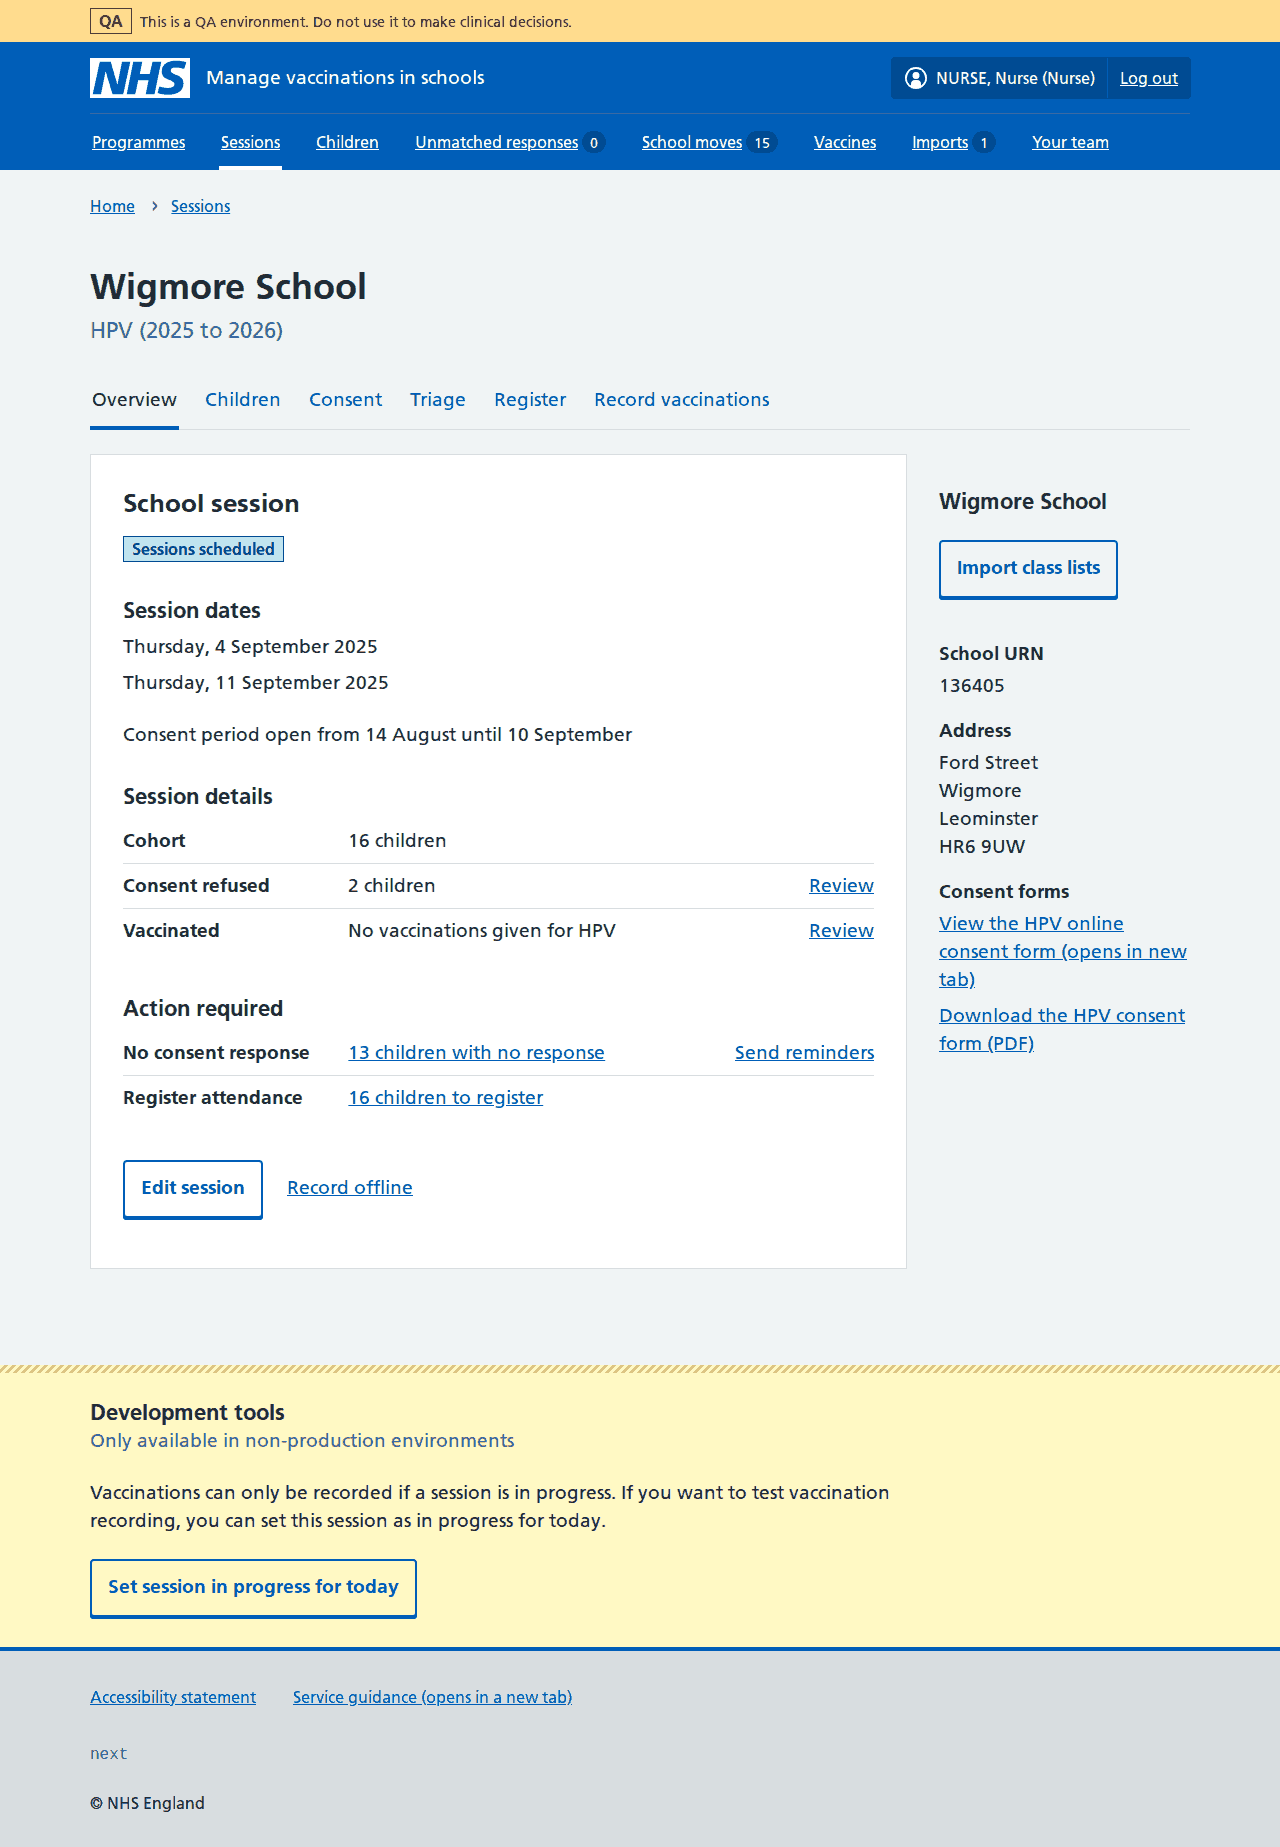 QA This is a QA environment. Do not use it to make clinical decisions.
NHS Manage vaccinations in schools NURSE, Nurse (Nurse) Log out
Programmes Sessions Children Unmatched responses 0 School moves 15 Vaccines Imports 1 Your team
Home › Sessions
Wigmore School
HPV (2025 to 2026)
Overview Children Consent Triage Register Record vaccinations
School session
Sessions scheduled
Session dates
Thursday, 4 September 2025
Thursday, 11 September 2025
Consent period open from 14 August until 10 September
Session details
Cohort 16 children
Consent refused 2 children Review
Vaccinated No vaccinations given for HPV Review
Action required
No consent response 13 children with no response Send reminders
Register attendance 16 children to register
Edit session Record offline
Wigmore School
Import class lists
School URN
136405
Address
Ford Street
Wigmore
Leominster
HR6 9UW
Consent forms
View the HPV online
consent form (opens in new
tab)
Download the HPV consent
form (PDF)
Development tools
Only available in non-production environments
Vaccinations can only be recorded if a session is in progress. If you want to test vaccination
recording, you can set this session as in progress for today.
Set session in progress for today
Accessibility statement Service guidance (opens in a new tab)
next
© NHS England